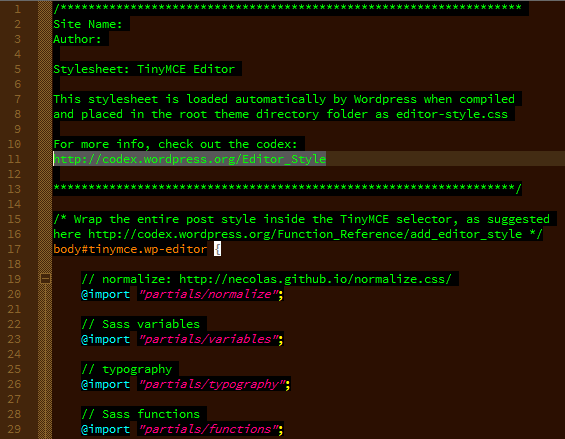 1 /******************************************************************
2 Site Name:
3 Author:
4
5 Stylesheet: TinyMCE Editor
6
7 This stylesheet is loaded automatically by Wordpress when compiled
8 and placed in the root theme directory folder as editor-style.css
9
10 For more info, check out the codex:
11 http://codex.wordpress.org/Editor_Style
12
13 ******************************************************************/
14
15 /* Wrap the entire post style inside the TinyMCE selector, as suggested
16 here http://codex.wordpress.org/Function_Reference/add_editor_style */
17 body#tinymce.wp-editor {
18
19 // normalize: http://necolas.github.io/normalize.css/
20 @import "partials/normalize";
21
22 // Sass variables
23 @import "partials/variables";
24
25 // typography
26 @import "partials/typography";
27
28 // Sass functions
29 @import "partials/functions";